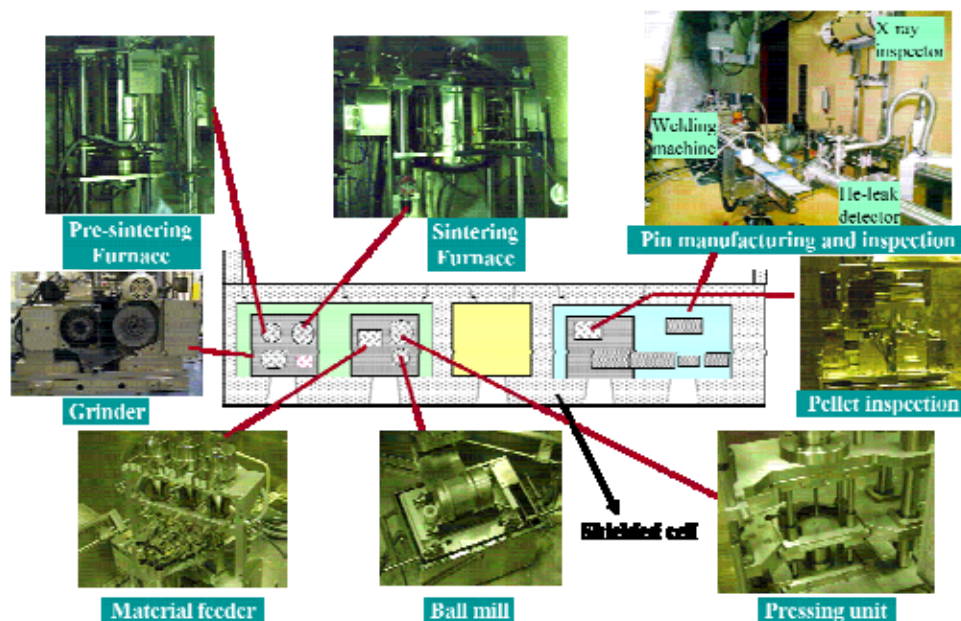 X ray
inspector
Welding
machine
He-leak
detector
Pre-sintering
Furnace
Sintering
Furnace
Pin manufacturing and inspection
Grinder
Pellet inspection
Shielded cell
Material feeder
Ball mill
Pressing unit